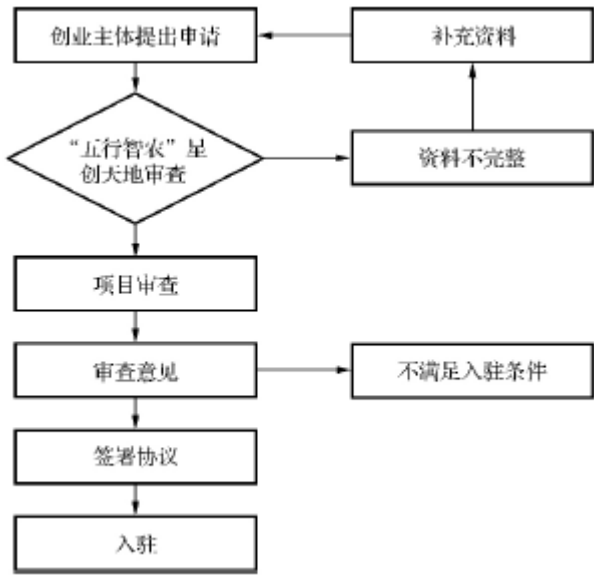 创业主体提出申请
补充资料
“五行智农”星
创天地审查
资料不完整
项目审查
审查意见
不满足入驻条件
签署协议
入驻